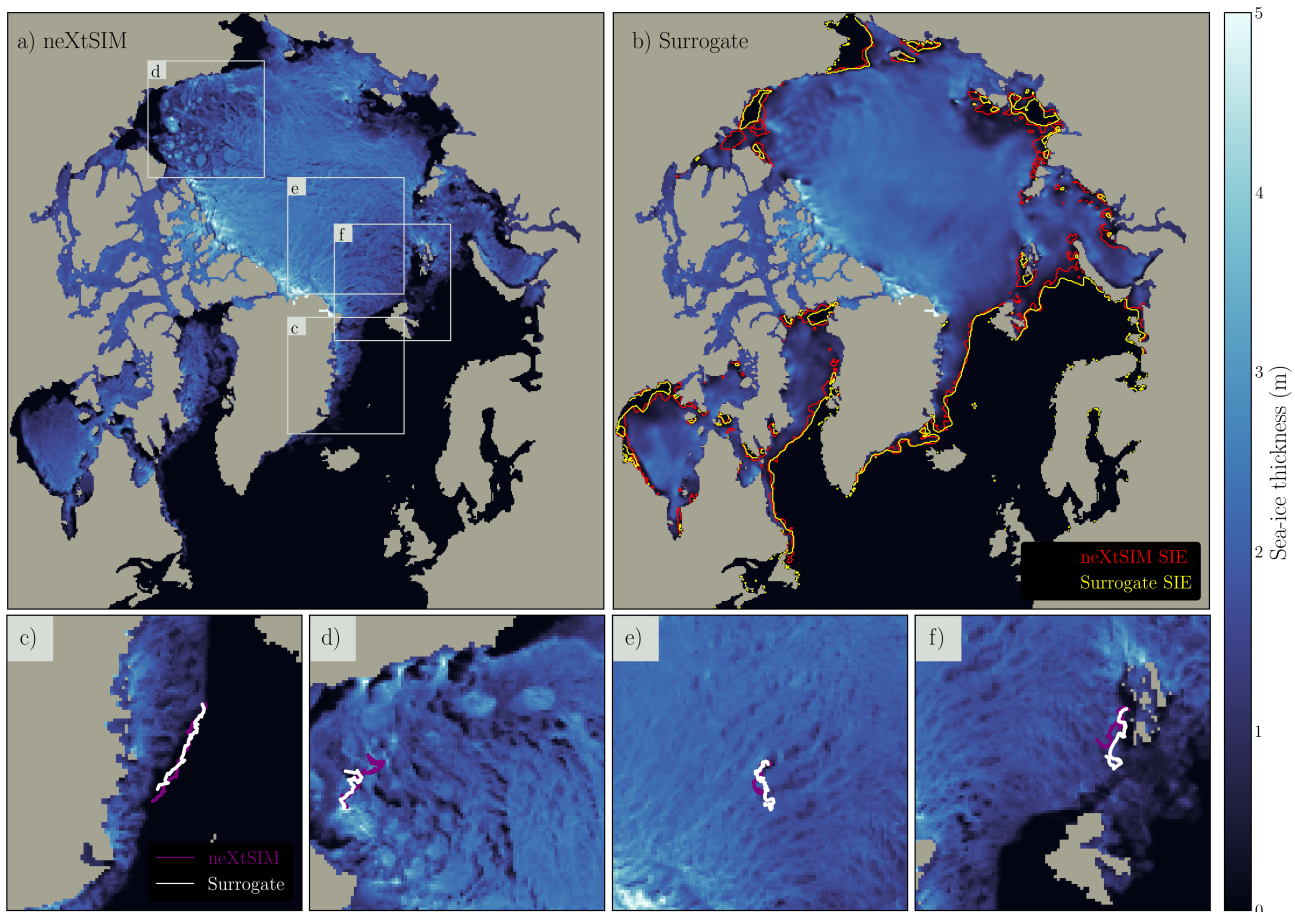 a) neXtSIM
d
e
f
c
b) Surrogate
neXtSIM SIE
Surrogate SIE
5
4
3
2
1
0
Sea-ice thickness (m)
c)
neXtSIM
Surrogate
d)
e)
f)